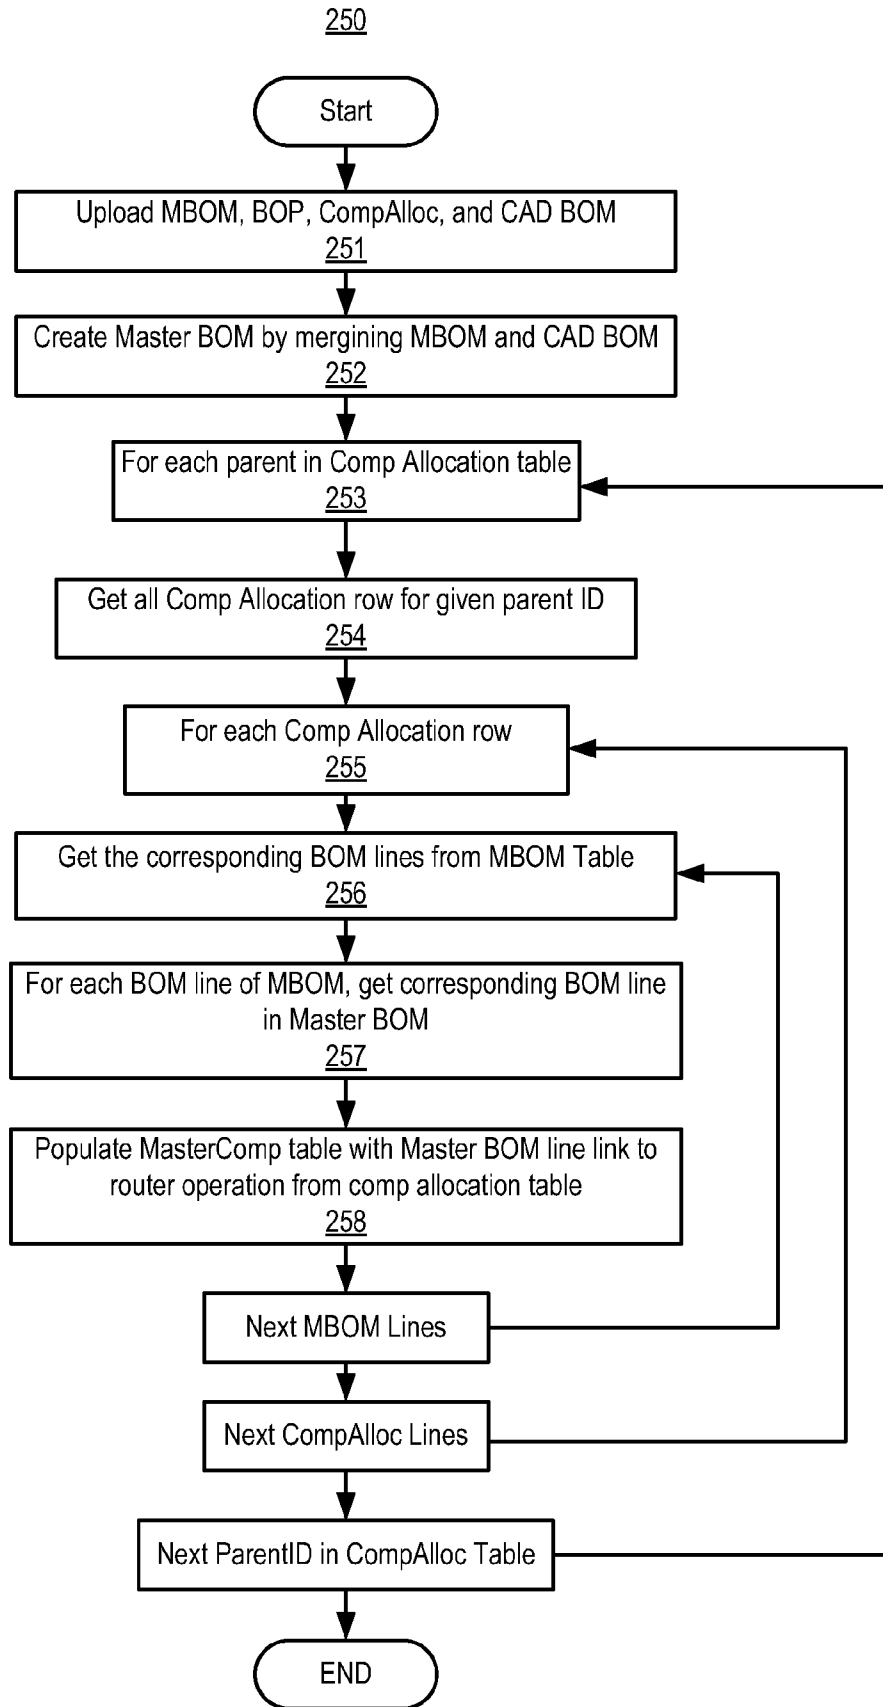 250
Start
Upload MBOM, BOP, CompAlloc, and CAD BOM
251
Create Master BOM by mergining MBOM and CAD BOM
252
For each parent in Comp Allocation table
253
Get all Comp Allocation row for given parent ID
254
For each Comp Allocation row
255
Get the corresponding BOM lines from MBOM Table
256
For each BOM line of MBOM, get corresponding BOM line
in Master BOM
257
Populate MasterComp table with Master BOM line link to
router operation from comp allocation table
258
Next MBOM Lines
Next CompAlloc Lines
Next ParentID in CompAlloc Table
END